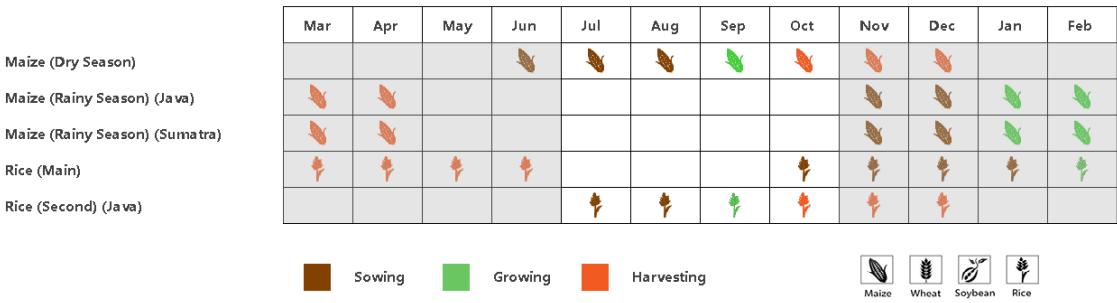 Mar Apr May Jun Jul Aug Sep Oct Nov Dec Jan Feb
Maize (Dry Season)
Maize (Rainy Season) (Java)
Maize (Rainy Season) (Sumatra)
Rice (Main)
Rice (Second) (Java)
Sowing Growing Harvesting
Maize Wheat Soybean Rice